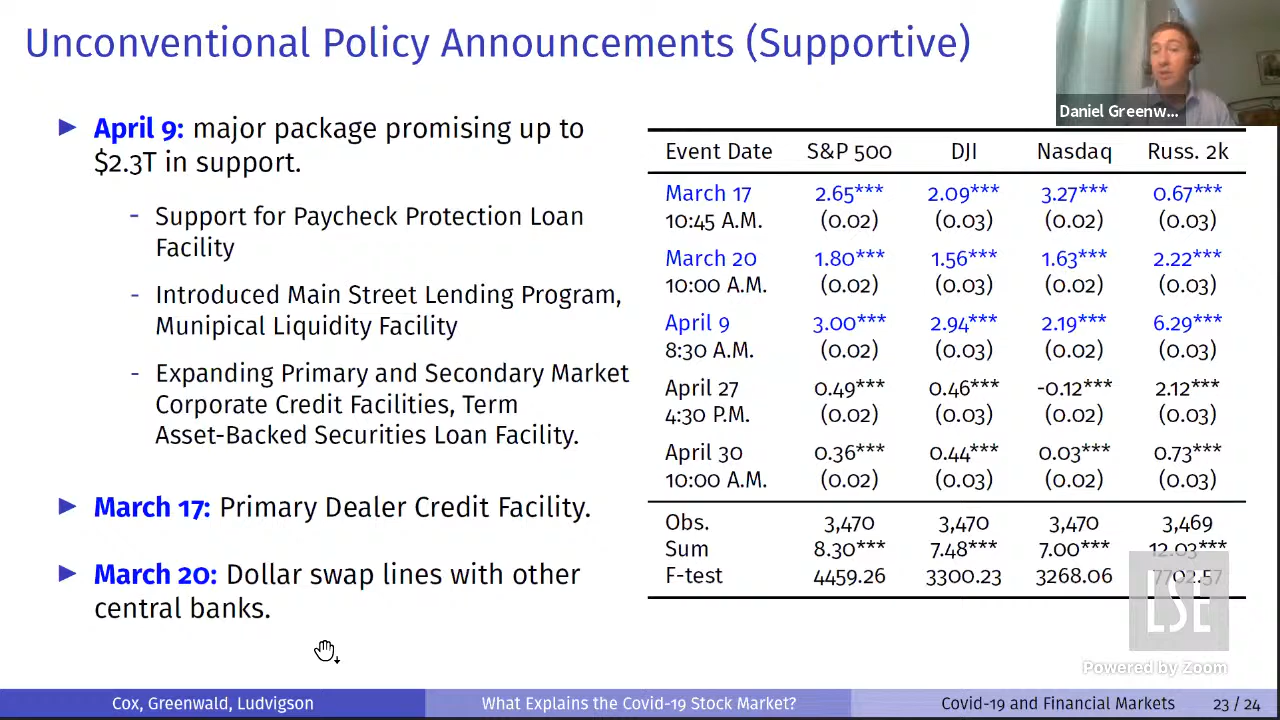 Unconventional Policy Announcements (Supportive)
Daniel Greenw...
April 9: major package promising up to
$2.3T in support.
- Support for Paycheck Protection Loan
Facility
- Introduced Main Street Lending Program,
Munipical Liquidity Facility
- Expanding Primary and Secondary Market
Corporate Credit Facilities, Term
Asset-Backed Securities Loan Facility.
March 17: Primary Dealer Credit Facility.
March 20: Dollar swap lines with other
central banks.
Event Date S&P 500 DJI Nasdaq Russ. 2k
March 17 2.65*** 2.09*** 3.27*** 0.67***
10:45 A.M. (0.02) (0.03) (0.02) (0.03)
March 20 1.80*** 1.56*** 1.63*** 2.22***
10:00 A.M. (0.02) (0.03) (0.02) (0.03)
April 9 3.00*** 2.94*** 2.19*** 6.29***
8:30 A.M. (0.02) (0.03) (0.02) (0.03)
April 27 0.49*** 0.46*** -0.12*** 2.12***
4:30 P.M. (0.02) (0.03) (0.02) (0.03)
April 30 0.36*** 0.44*** 0.03*** 0.73***
10:00 A.M. (0.02) (0.03) (0.02) (0.03)
Obs. 3,470 3,470 3,470 3,469
Sum 8.30*** 7.48*** 7.00*** 12.03***
F-test 4459.26 3300.23 3268.06 7702.57
LSE
Powered by Zoom
Cox, Greenwald, Ludvigson What Explains the Covid-19 Stock Market? Covid-19 and Financial Markets 23 / 24